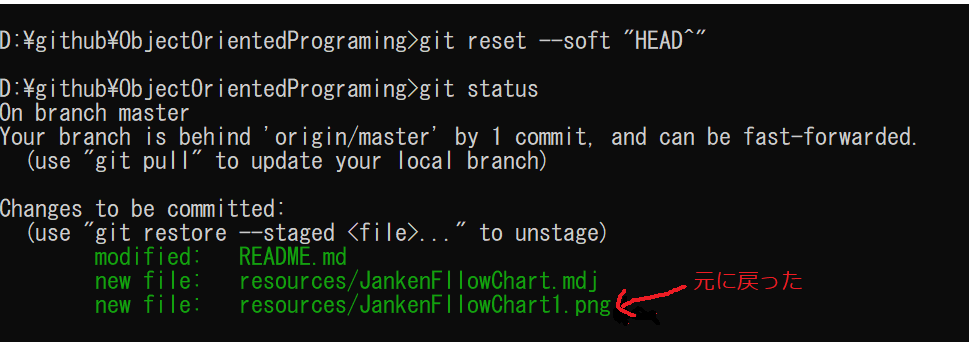 D:¥github¥ObjectOrientedPrograming>git reset --soft "HEAD^"
D:¥github¥ObjectOrientedPrograming>git status
On branch master
Your branch is behind 'origin/master' by 1 commit, and can be fast-forwarded.
(use "git pull" to update your local branch)
Changes to be committed:
(use "git restore --staged <file>..." to unstage)
modified: README.md
new file: resources/JankenFllowChart.mdj
new file: resources/JankenFllowChart1.png
元に戻った